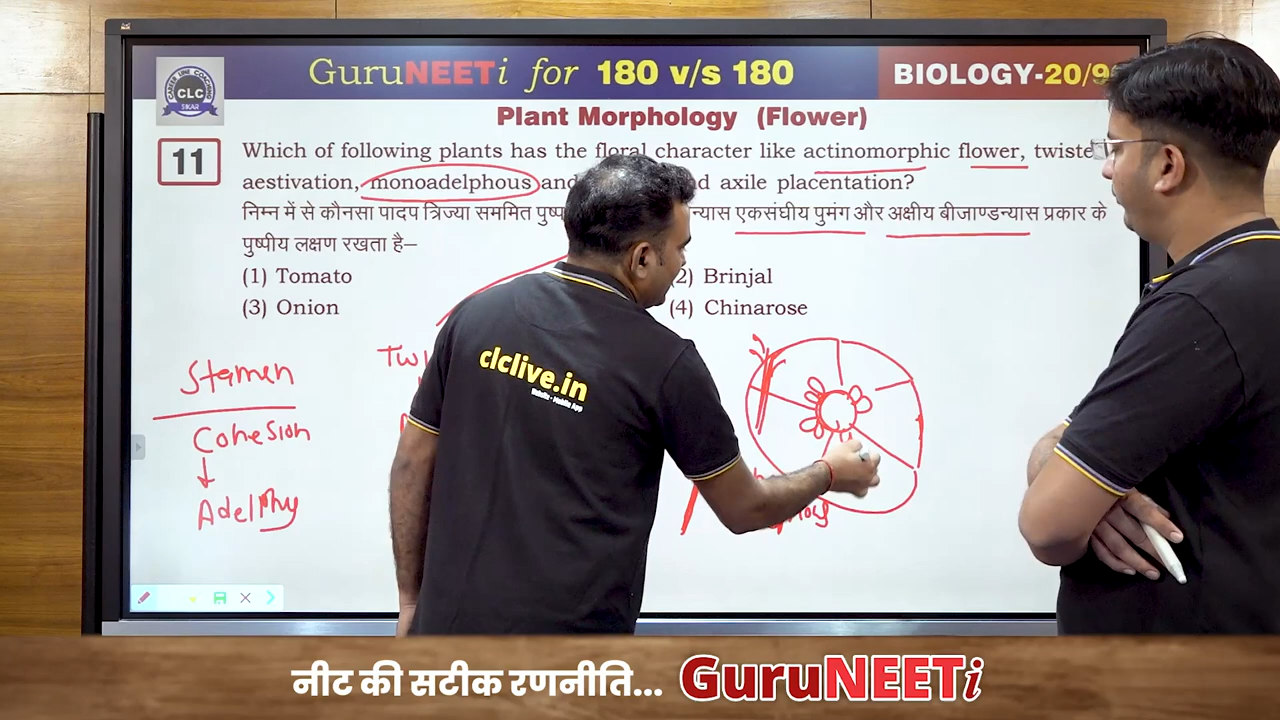 GuruNEETi for 180 v/s 180
BIOLOGY-20/9
CAREER LINE COACHING
CLC
SIKAR
Plant Morphology (Flower)
11
Which of following plants has the floral character like actinomorphic flower, twiste
aestivation, monoadelphous and axile placentation?
निम्न में से कौनसा पादप त्रिज्या सममित न्यास एकसंघीय पुमंग और अक्षीय बीजाण्डन्यास प्रकार के
पुष्पीय लक्षण रखता है–
(1) Tomato
(2) Brinjal
(3) Onion
(4) Chinarose
Stamen
Cohesion
Adelphy
clclive.in
नीट की सटीक रणनीति... GuruNEETi